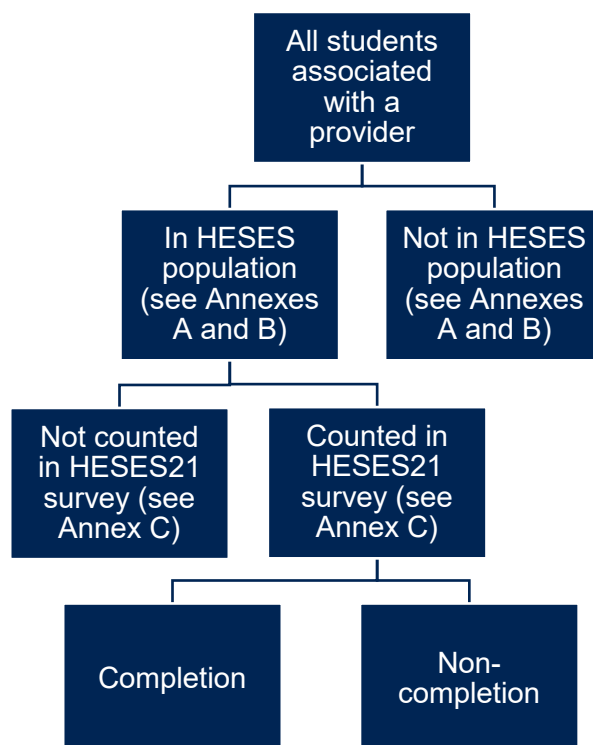 All students
associated
with a
provider
In HESES
population
(see Annexes
A and B)
Not in HESES
population
(see Annexes
A and B)
Not counted
in HESES21
survey (see
Annex C)
Counted in
HESES21
survey (see
Annex C)
Completion
Non-
completion